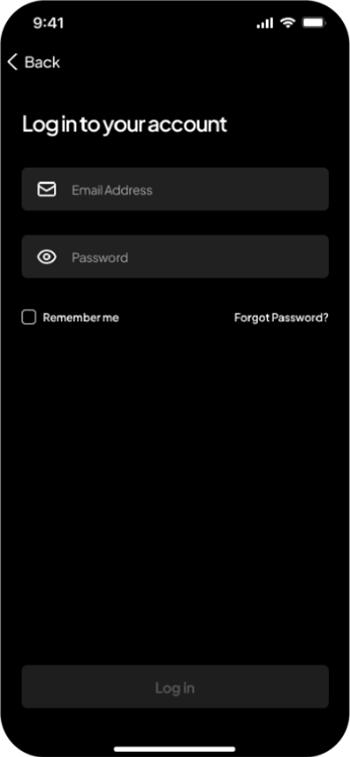 9:41
Back
Log in to your account
Email Address
Password
Remember me
Forgot Password?
Log in